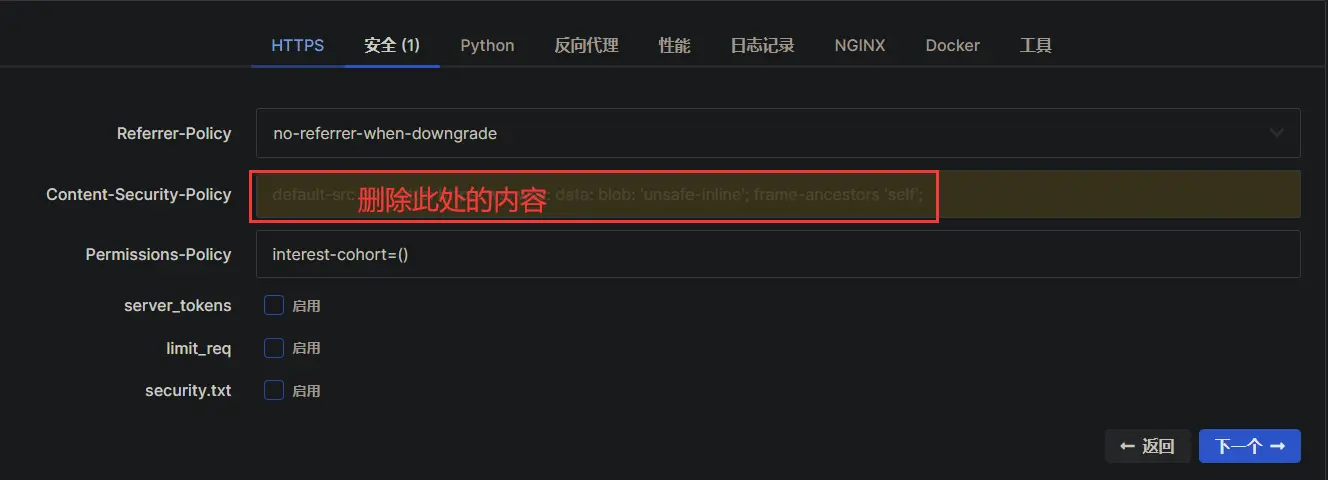 HTTPS 安全 (1) Python 反向代理 性能 日志记录 NGINX Docker 工具
Referrer-Policy no-referrer-when-downgrade
Content-Security-Policy default-src 删除此处的内容 data: blob: 'unsafe-inline'; frame-ancestors 'self';
Permissions-Policy interest-cohort=()
server_tokens 启用
limit_req 启用
security.txt 启用
← 返回 下一个 →